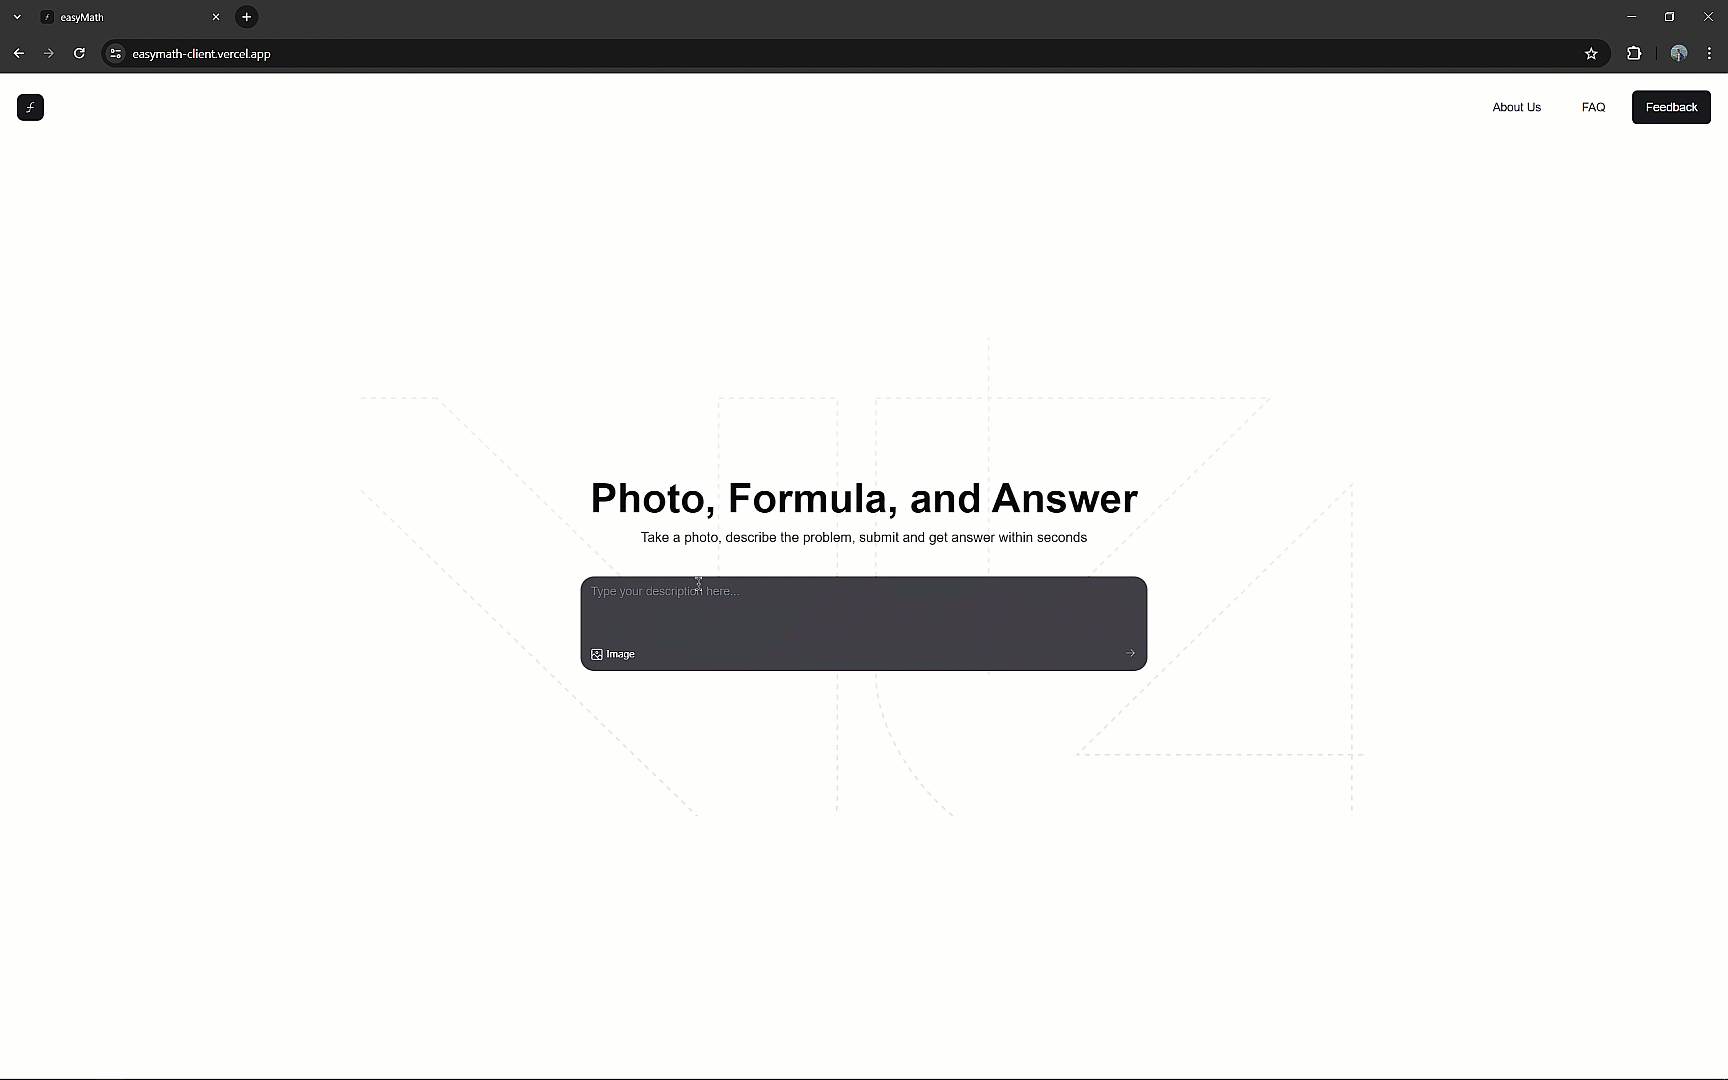 easyMath
easymath-client.vercel.app
About Us
FAQ
Feedback
Photo, Formula, and Answer
Take a photo, describe the problem, submit and get answer within seconds
Type your description here...
Image